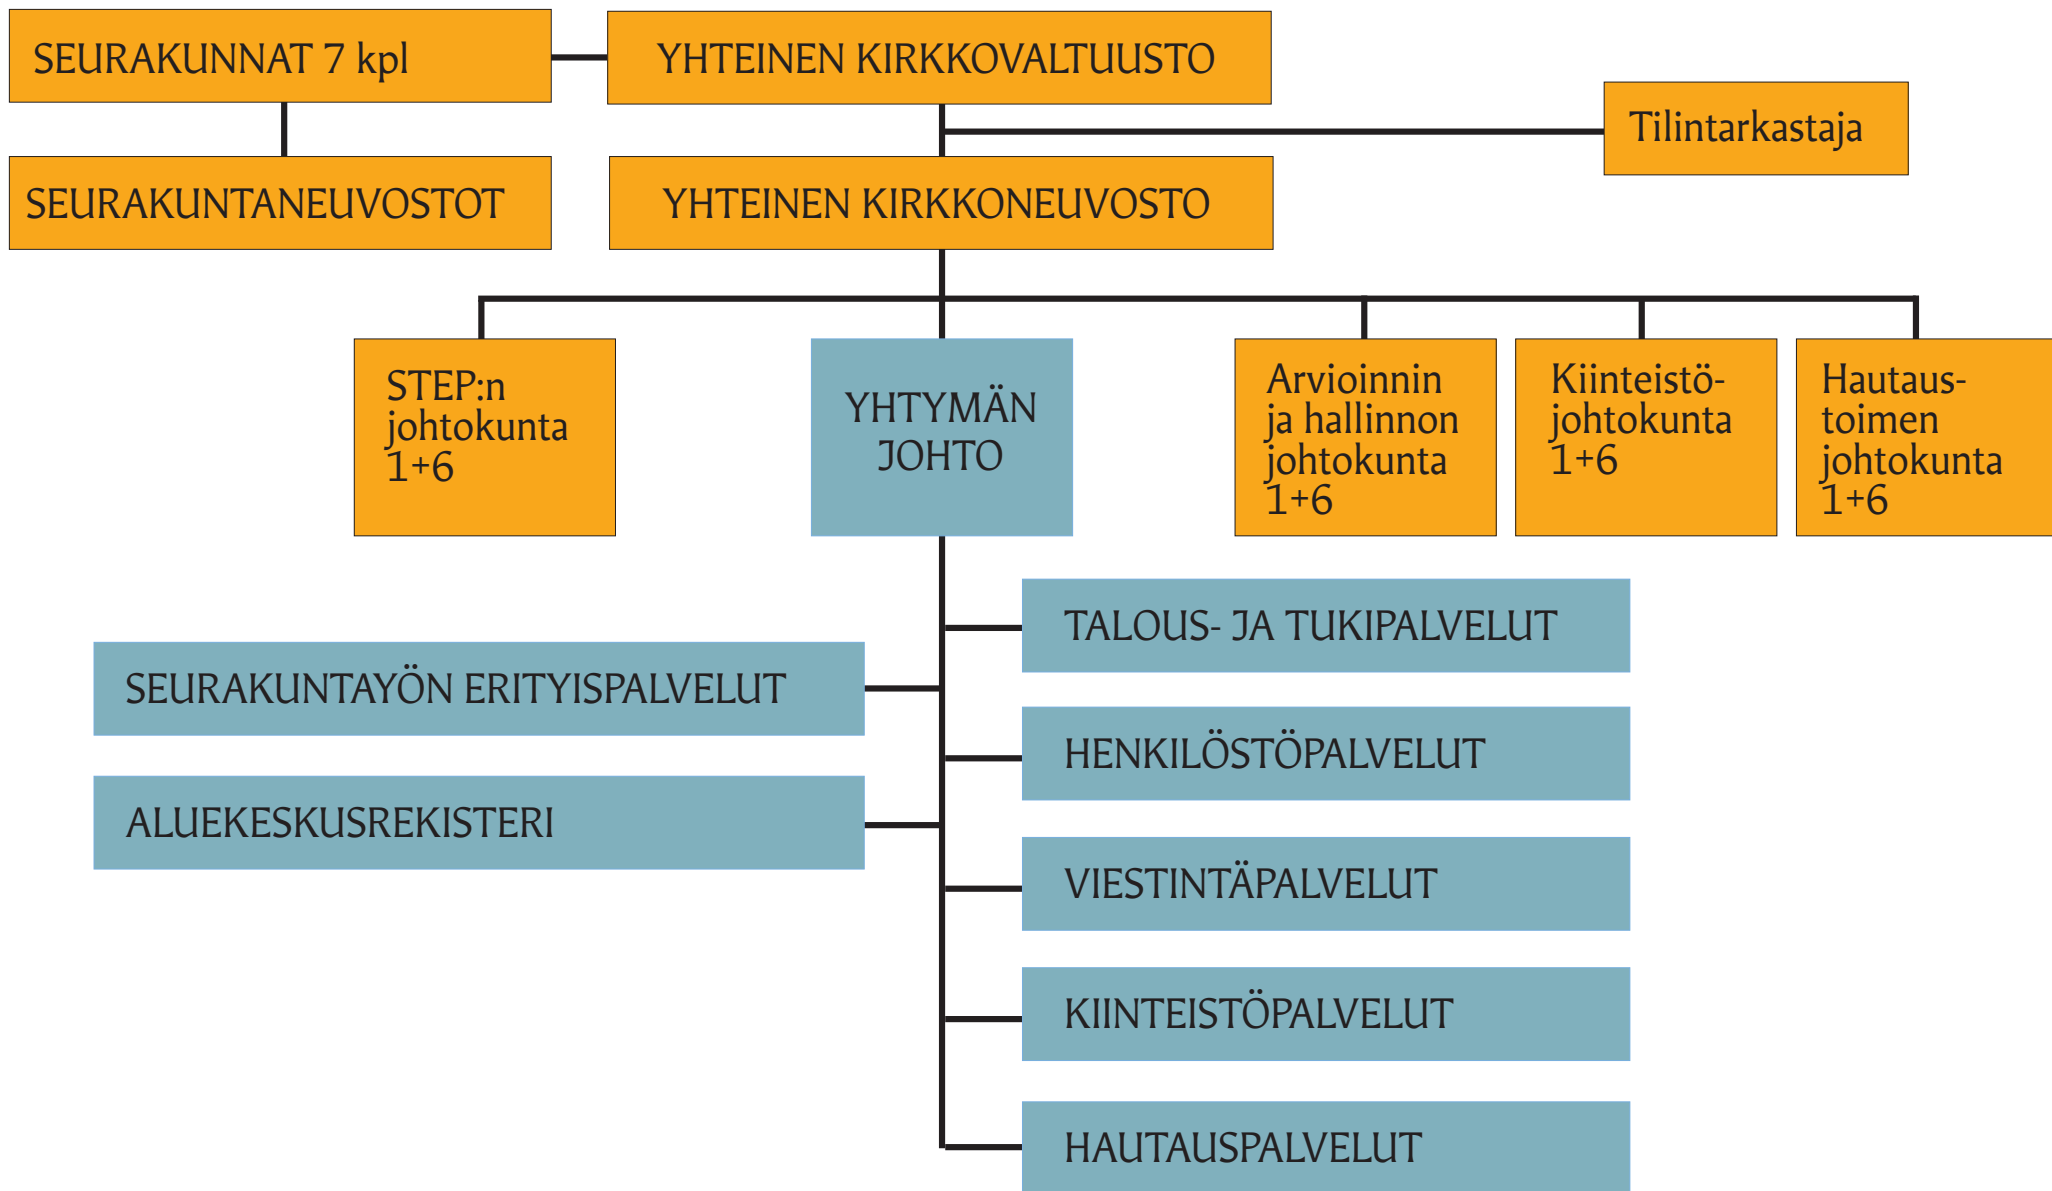 SEURAKUNNAT 7 kpl
YHTEINEN KIRKKOVALTUUSTO
Tilintarkastaja
SEURAKUNTANEUVOSTOT
YHTEINEN KIRKKONEUVOSTO
STEP:n
johtokunta
1+6
YHTYMÄN
JOHTO
Arvioinnin
ja hallinnon
johtokunta
1+6
Kiinteistö-
johtokunta
1+6
Hautaus-
toimen
johtokunta
1+6
TALOUS- JA TUKIPALVELUT
SEURAKUNTAYÖN ERITYISPALVELUT
HENKILÖSTÖPALVELUT
ALUEKESKUSREKISTERI
VIESTINTÄPALVELUT
KIINTEISTÖPALVELUT
HAUTAUSPALVELUT